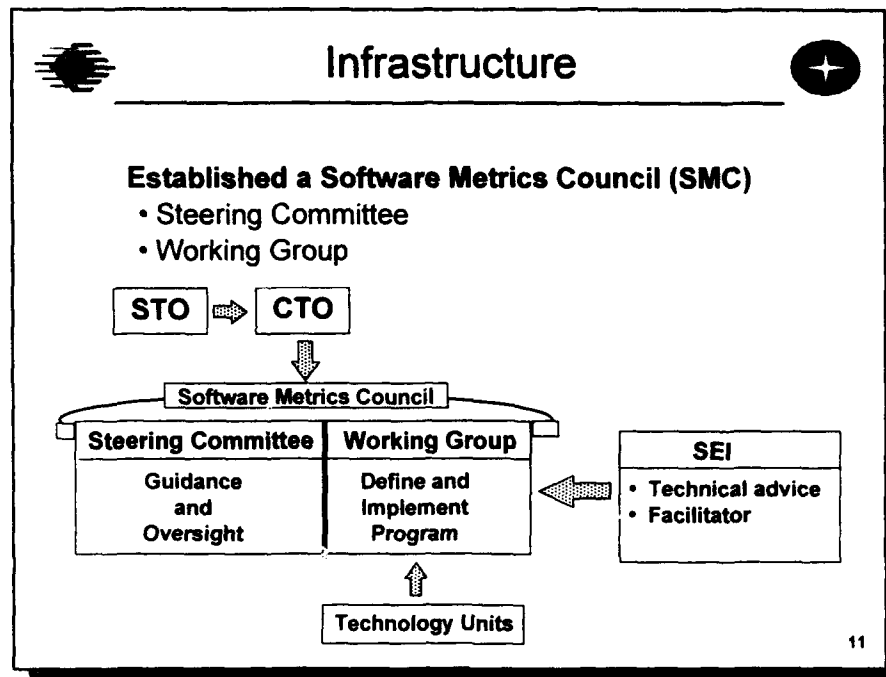 Infrastructure
Established a Software Metrics Council (SMC)
• Steering Committee
• Working Group
STO
CTO
Software Metrics Council
Steering Committee
Guidance
and
Oversight
Working Group
Define and
Implement
Program
SEI
• Technical advice
• Facilitator
Technology Units
11